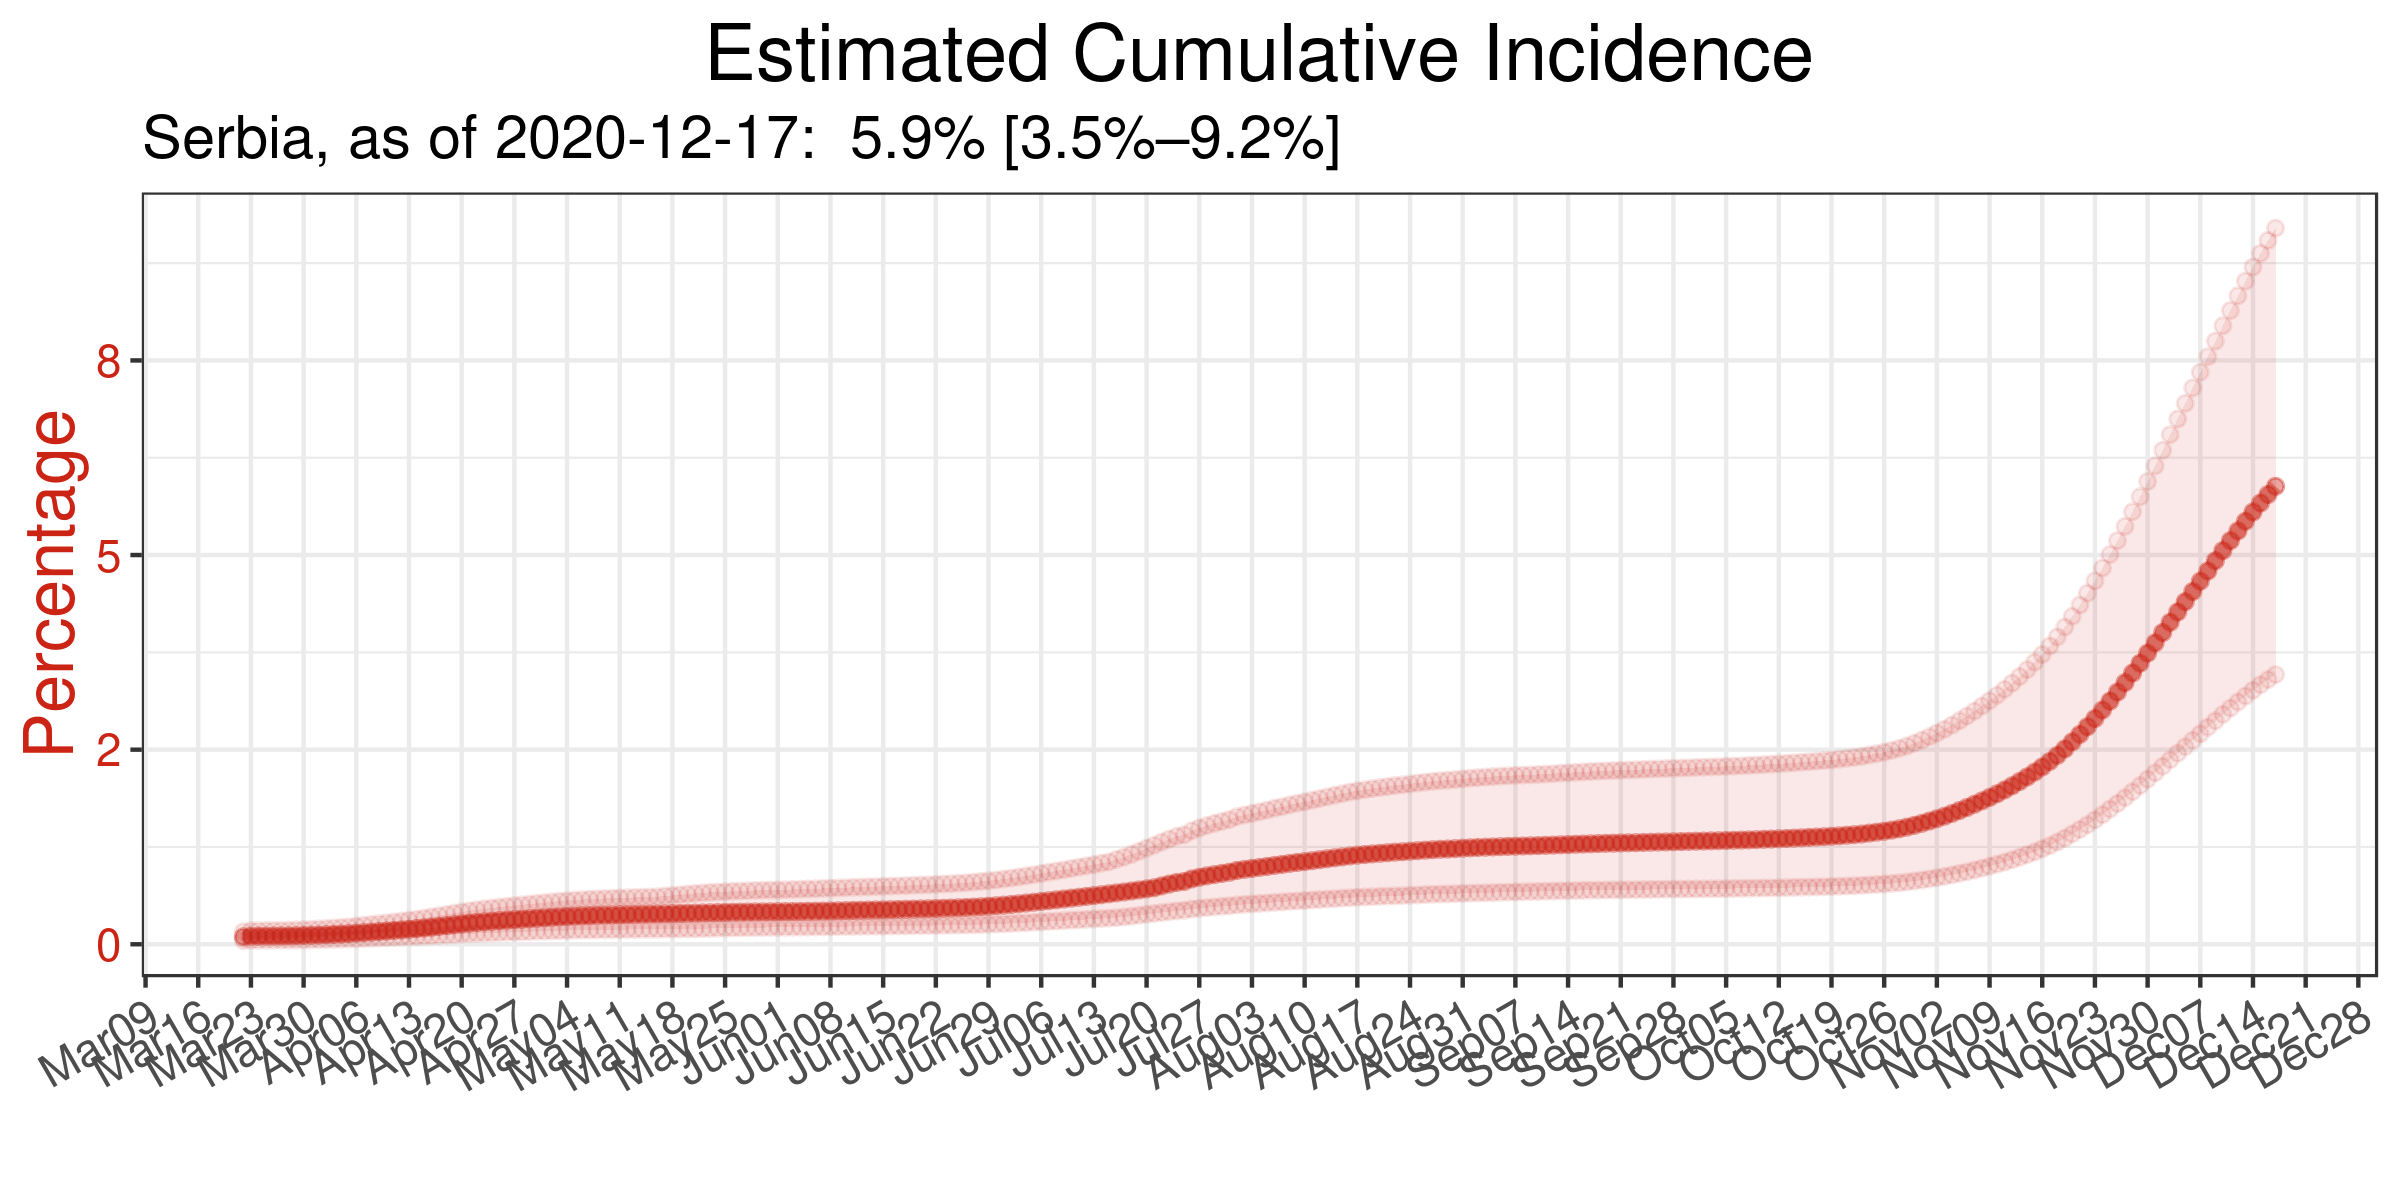 Estimated Cumulative Incidence
Serbia, as of 2020-12-17:  5.9% [3.5%–9.2%]
Percentage
8
5
2
0
Mar09
Mar16
Mar23
Mar30
Apr06
Apr13
Apr20
Apr27
May04
May11
May18
May25
Jun01
Jun08
Jun15
Jun22
Jun29
Jul06
Jul13
Jul20
Jul27
Aug03
Aug10
Aug17
Aug24
Aug31
Sep07
Sep14
Sep21
Sep28
Oct05
Oct12
Oct19
Oct26
Nov02
Nov09
Nov16
Nov23
Nov30
Dec07
Dec14
Dec21
Dec28